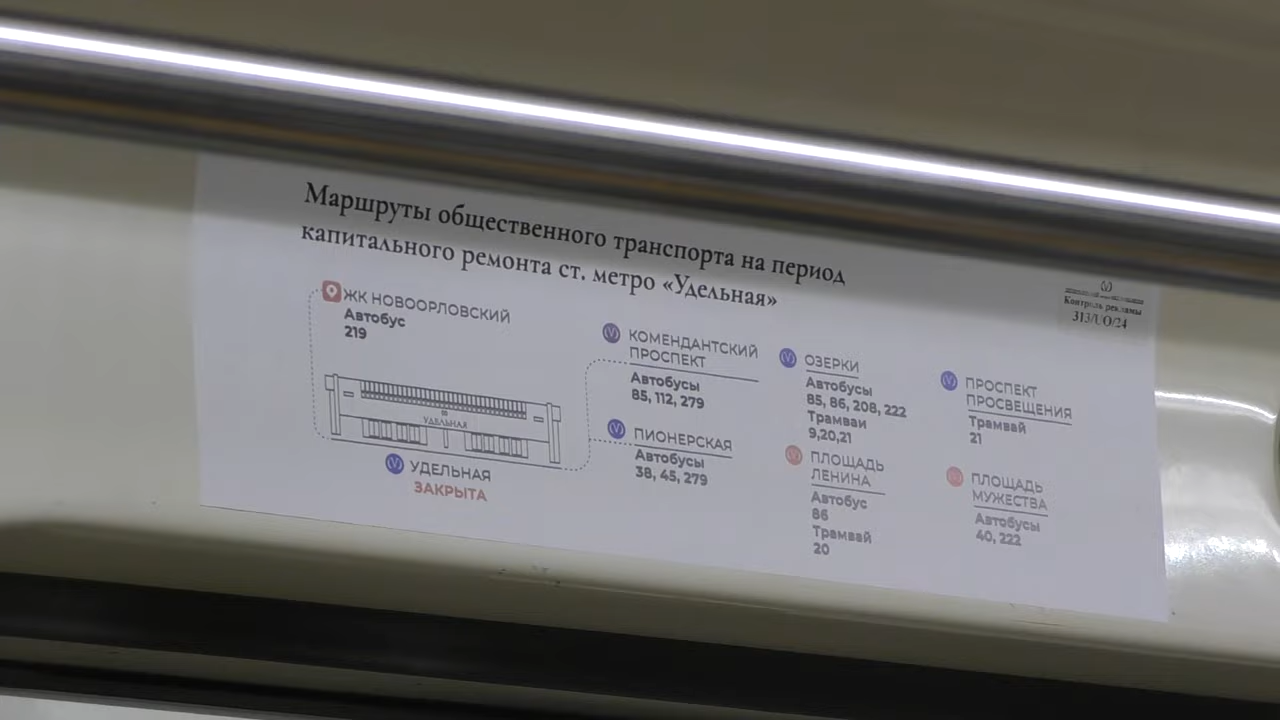 Маршруты общественного транспорта на период
капитального ремонта ст. метро «Удельная»
ЖК НОВООРЛОВСКИЙ
Автобус
219
УДЕЛЬНАЯ
УДЕЛЬНАЯ
ЗАКРЫТА
КОМЕНДАНТСКИЙ
ПРОСПЕКТ
Автобусы
85, 112, 279
ПИОНЕРСКАЯ
Автобусы
38, 45, 279
ОЗЕРКИ
Автобусы
85, 86, 208, 222
Трамваи
9,20,21
ПЛОЩАДЬ
ЛЕНИНА
Автобус
86
Трамвай
20
ПРОСПЕКТ
ПРОСВЕЩЕНИЯ
Трамвай
21
ПЛОЩАДЬ
МУЖЕСТВА
Автобусы
40, 222
Контроль рекламы
313/UO/24